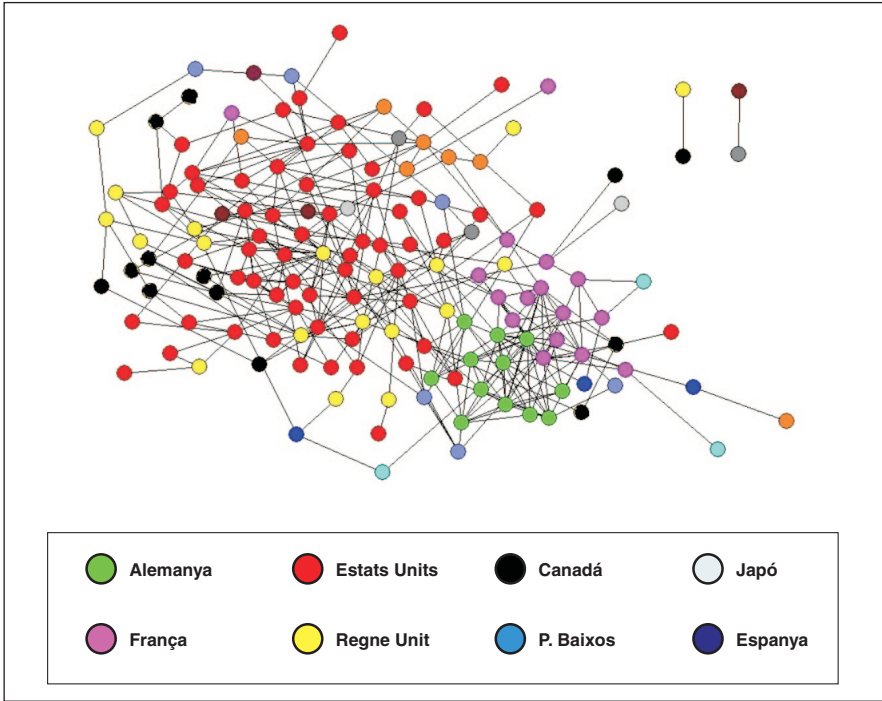 Alemanya
Estats Units
Canadá
Japó
França
Regne Unit
P. Baixos
Espanya